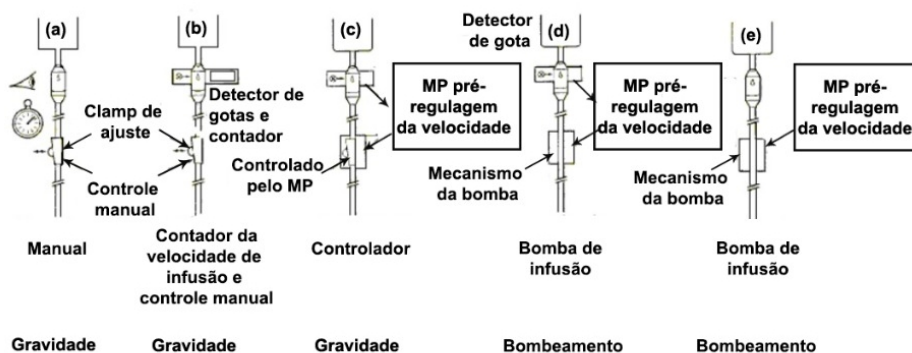 (a)
(b)
(c)
Detector
de gota
(d)
(e)
Clamp de
ajuste
Controle
manual
Detector de
gotas e
contador
Controlado
pelo MP
MP pré-
regulagem
da velocidade
Mecanismo
da bomba
MP pré-
regulagem
da velocidade
Mecanismo
da bomba
MP pré-
regulagem
da velocidade
Manual
Contador da
velocidade de
infusão e
controle manual
Controlador
Bomba de
infusão
Bomba de
infusão
Gravidade
Gravidade
Gravidade
Bombeamento
Bombeamento